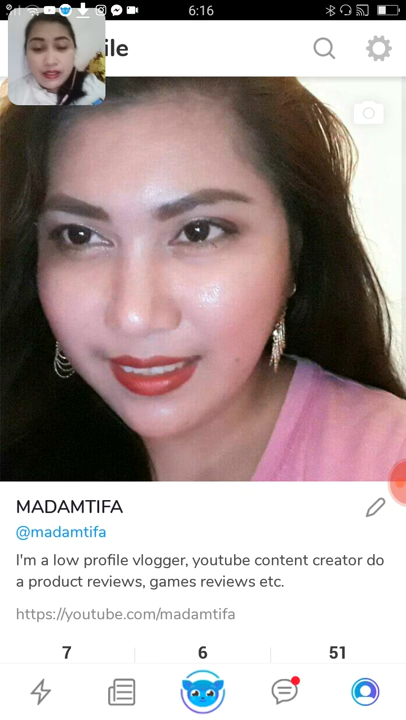 6:16
ile
MADAMTIFA
@madamtifa
I'm a low profile vlogger, youtube content creator do
a product reviews, games reviews etc.
https://youtube.com/madamtifa
7 6 51